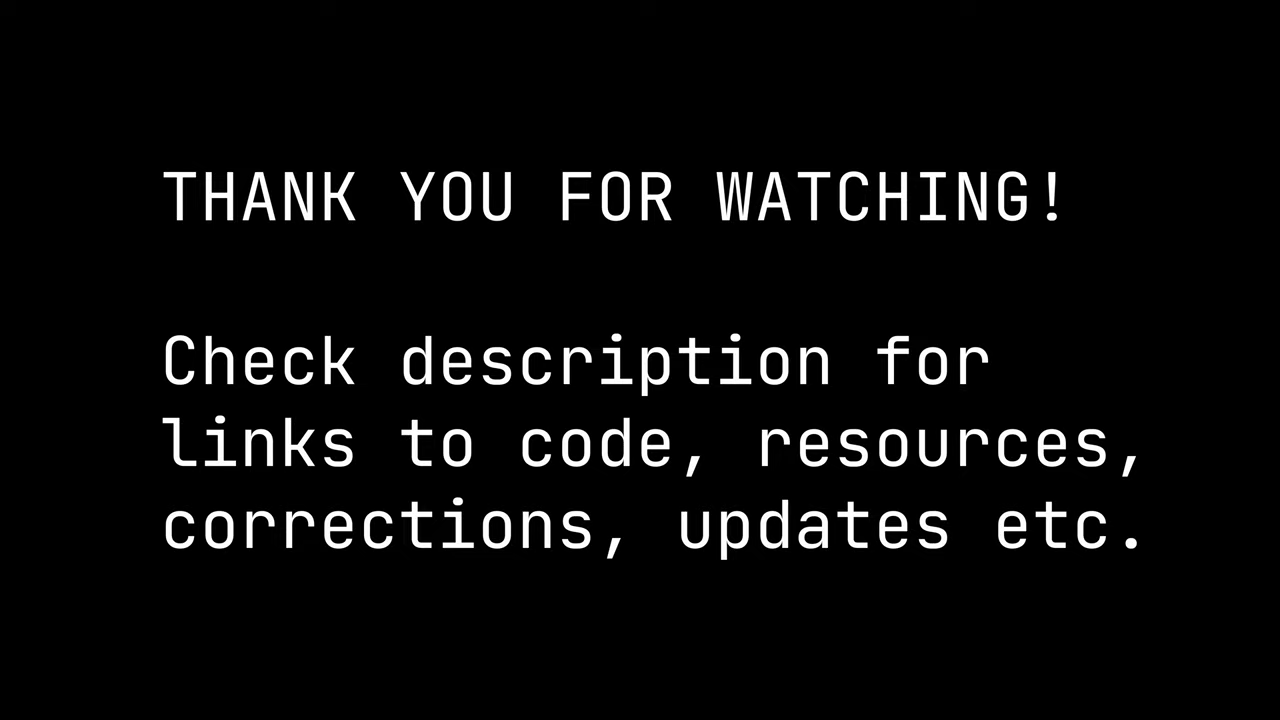 THANK YOU FOR WATCHING!
Check description for
links to code, resources,
corrections, updates etc.